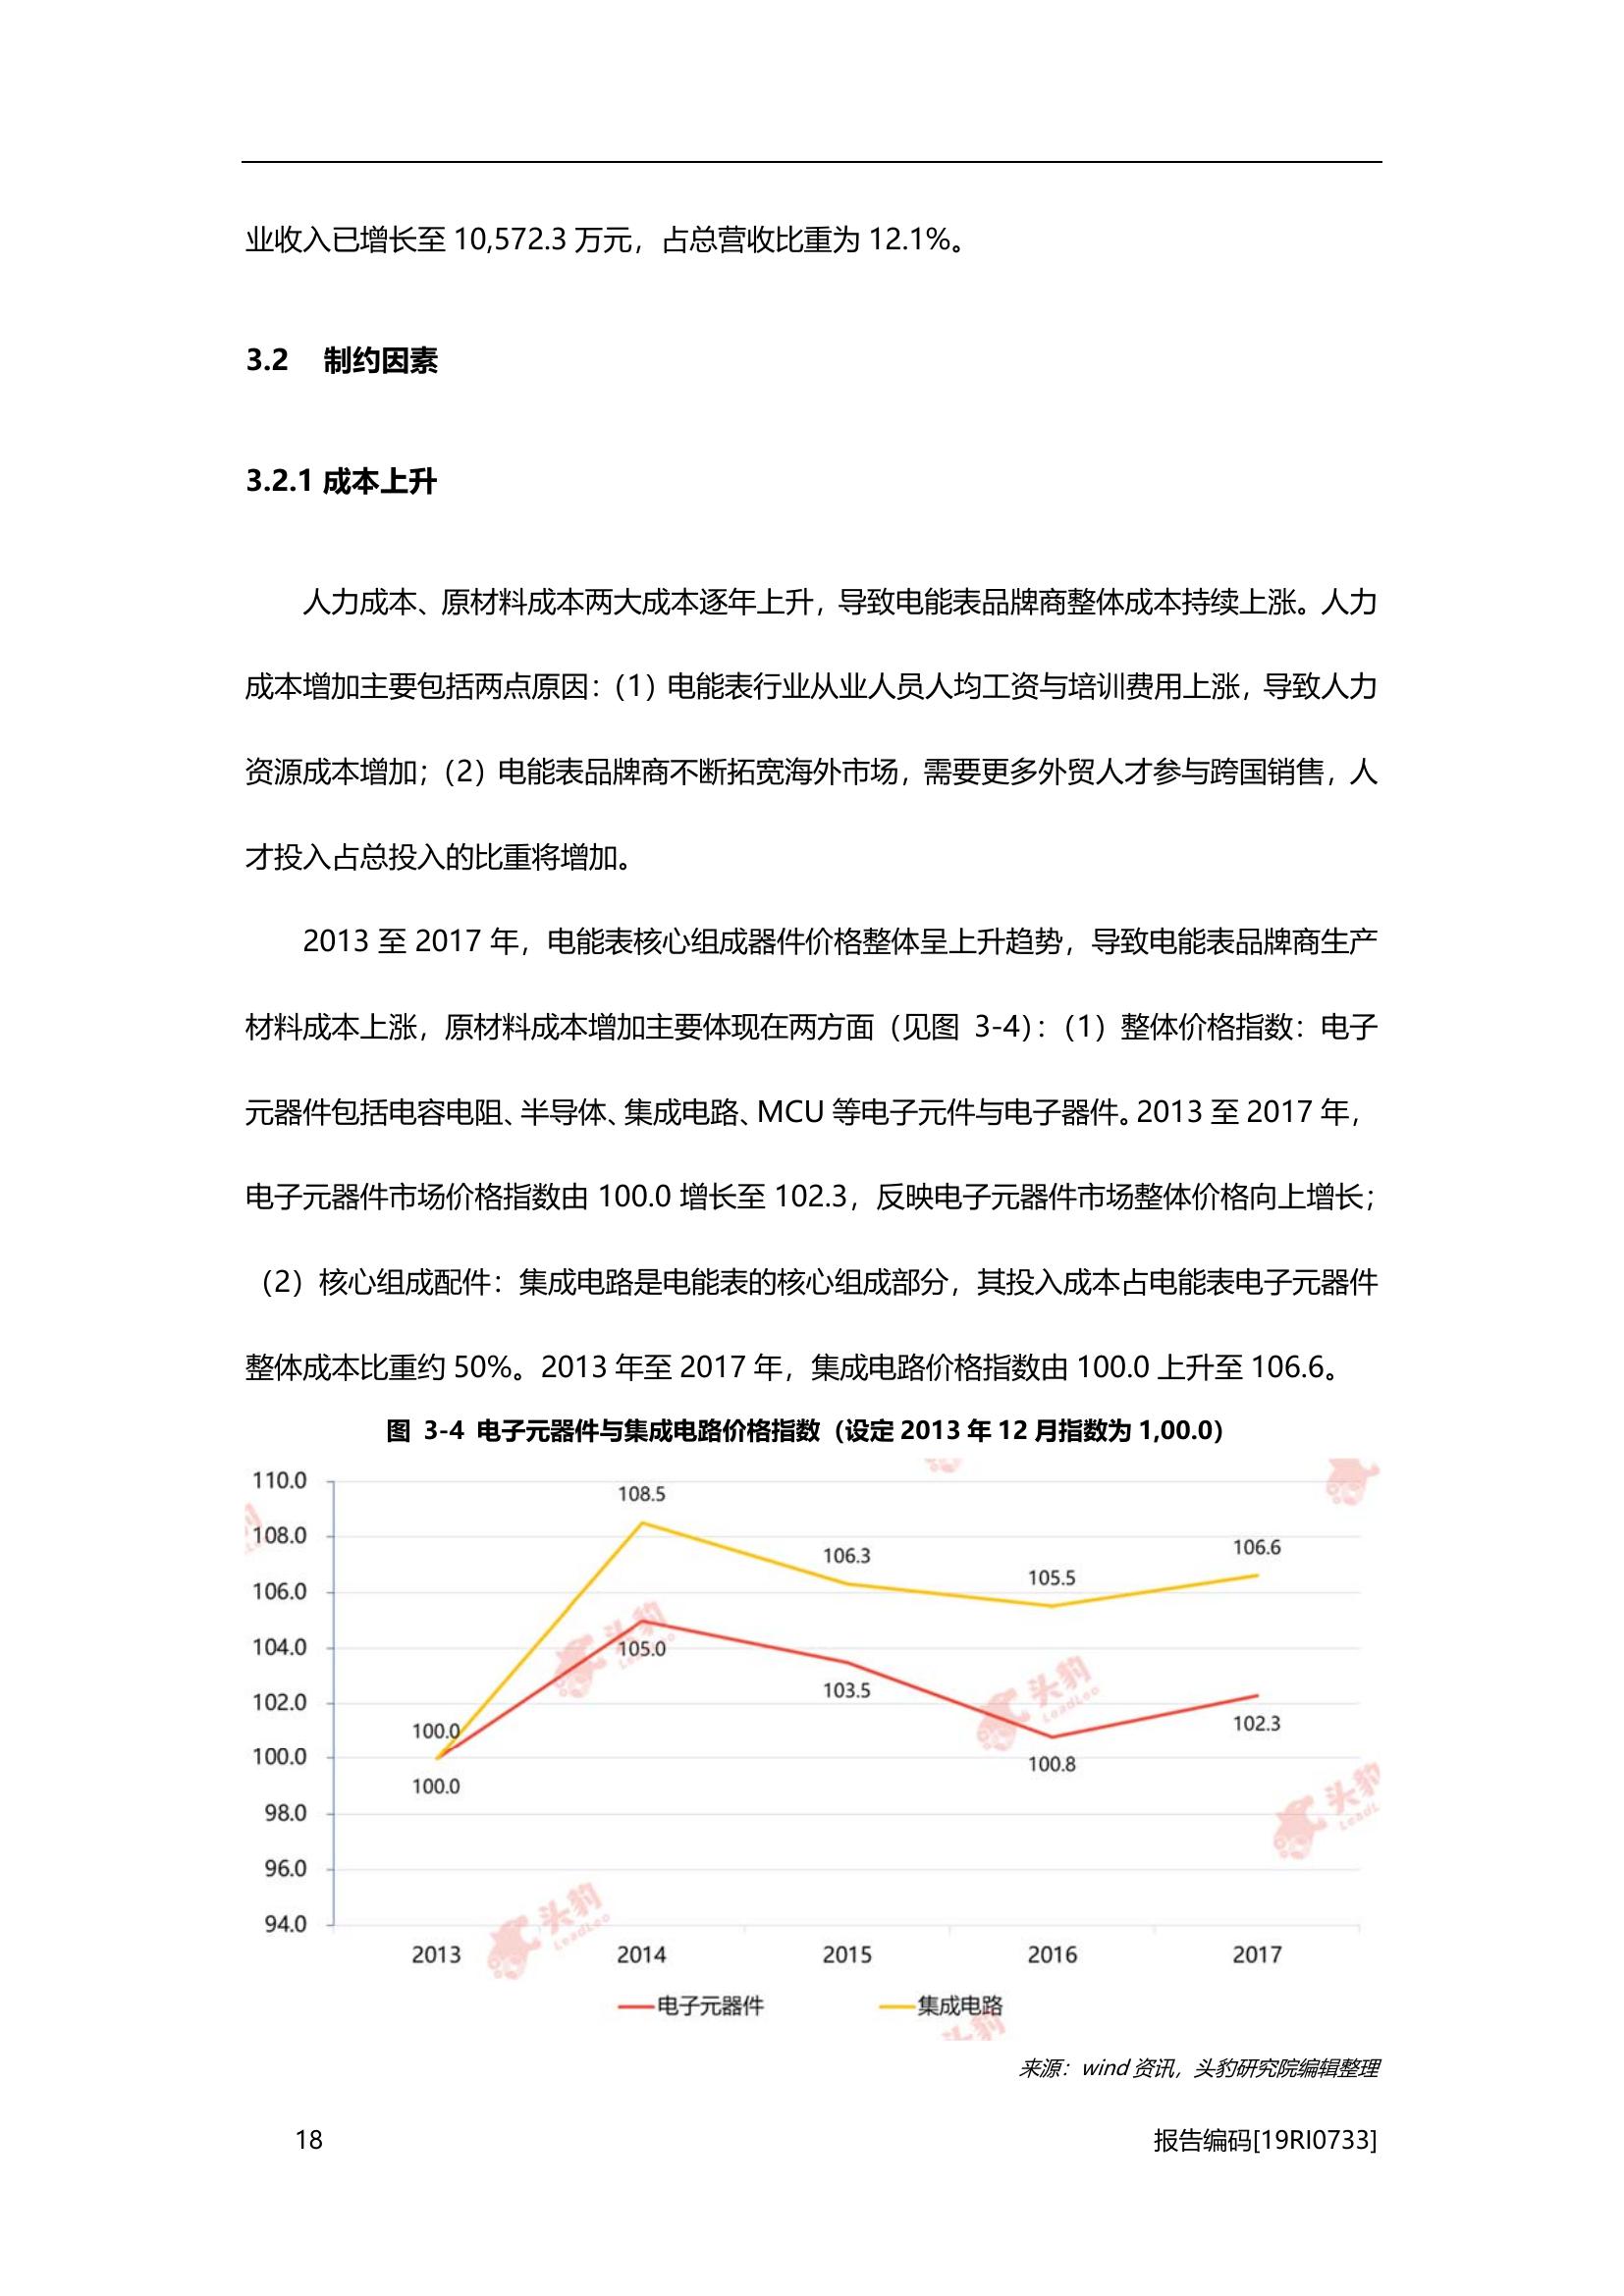 业收入已增长至 10,572.3 万元，占总营收比重为 12.1%。
3.2 制约因素
3.2.1 成本上升
人力成本、原材料成本两大成本逐年上升，导致电能表品牌商整体成本持续上涨。人力
成本增加主要包括两点原因：（1）电能表行业从业人员人均工资与培训费用上涨，导致人力
资源成本增加；（2）电能表品牌商不断拓宽海外市场，需要更多外贸人才参与跨国销售，人
才投入占总投入的比重将增加。
2013 至 2017 年，电能表核心组成器件价格整体呈上升趋势，导致电能表品牌商生产
材料成本上涨，原材料成本增加主要体现在两方面（见图 3-4）：（1）整体价格指数：电子
元器件包括电容电阻、半导体、集成电路、MCU 等电子元件与电子器件。2013 至 2017 年，
电子元器件市场价格指数由 100.0 增长至 102.3，反映电子元器件市场整体价格向上增长；
（2）核心组成配件：集成电路是电能表的核心组成部分，其投入成本占电能表电子元器件
整体成本比重约 50%。2013 年至 2017 年，集成电路价格指数由 100.0 上升至 106.6。
图 3-4 电子元器件与集成电路价格指数（设定 2013 年 12 月指数为 1,00.0）
110.0
108.0
106.0
104.0
102.0
100.0
98.0
96.0
94.0
108.5
106.3
105.5
106.6
100.0
105.0
103.5
100.8
102.3
100.0
2013 2014 2015 2016 2017
电子元器件 集成电路
头豹
LeadLeo
头豹
LeadLeo
头豹
LeadL
头豹
LeadLeo
头豹
来源：wind 资讯，头豹研究院编辑整理
18 报告编码[19RI0733]